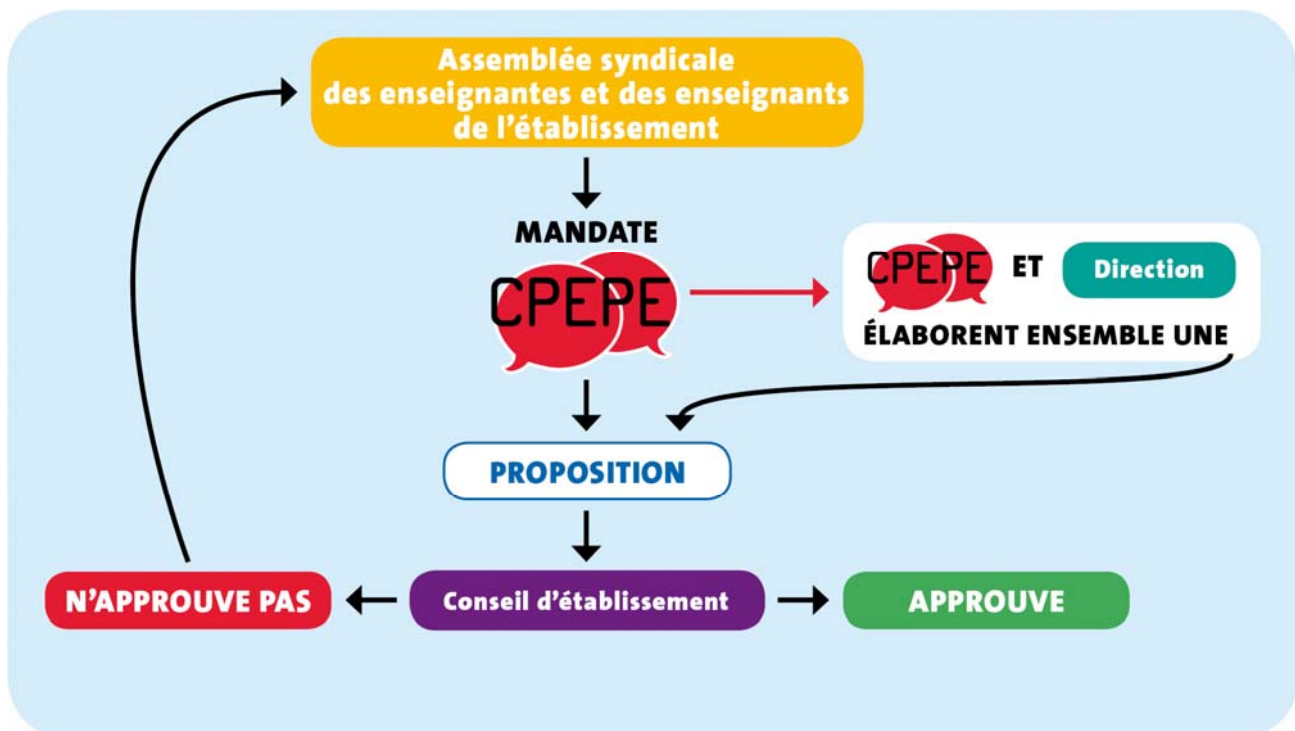 Assemblée syndicale
des enseignantes et des enseignants
de l'établissement
MANDATE
CPEPE
CPEPE ET Direction
ÉLABORENT ENSEMBLE UNE
PROPOSITION
N'APPROUVE PAS
Conseil d'établissement
APPROUVE